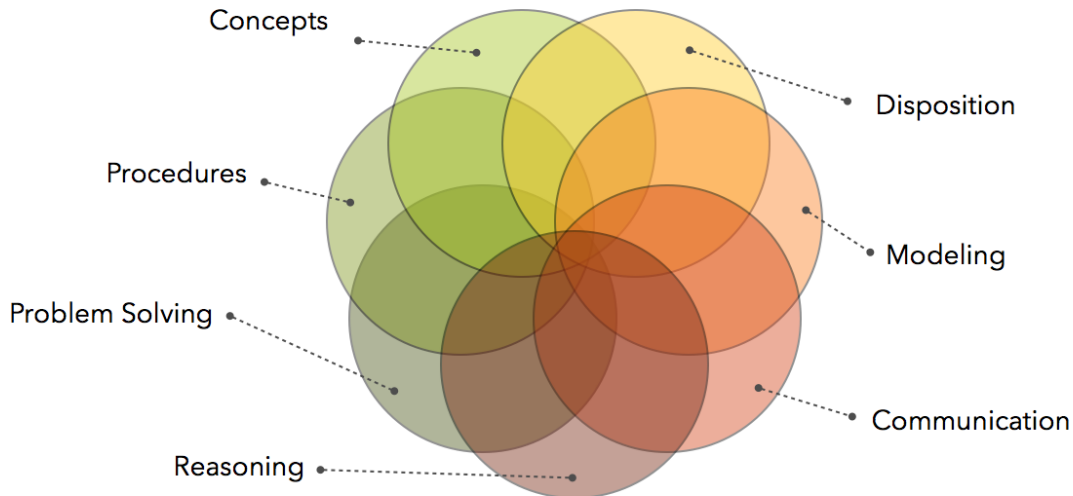 Concepts
Disposition
Procedures
Modeling
Problem Solving
Communication
Reasoning